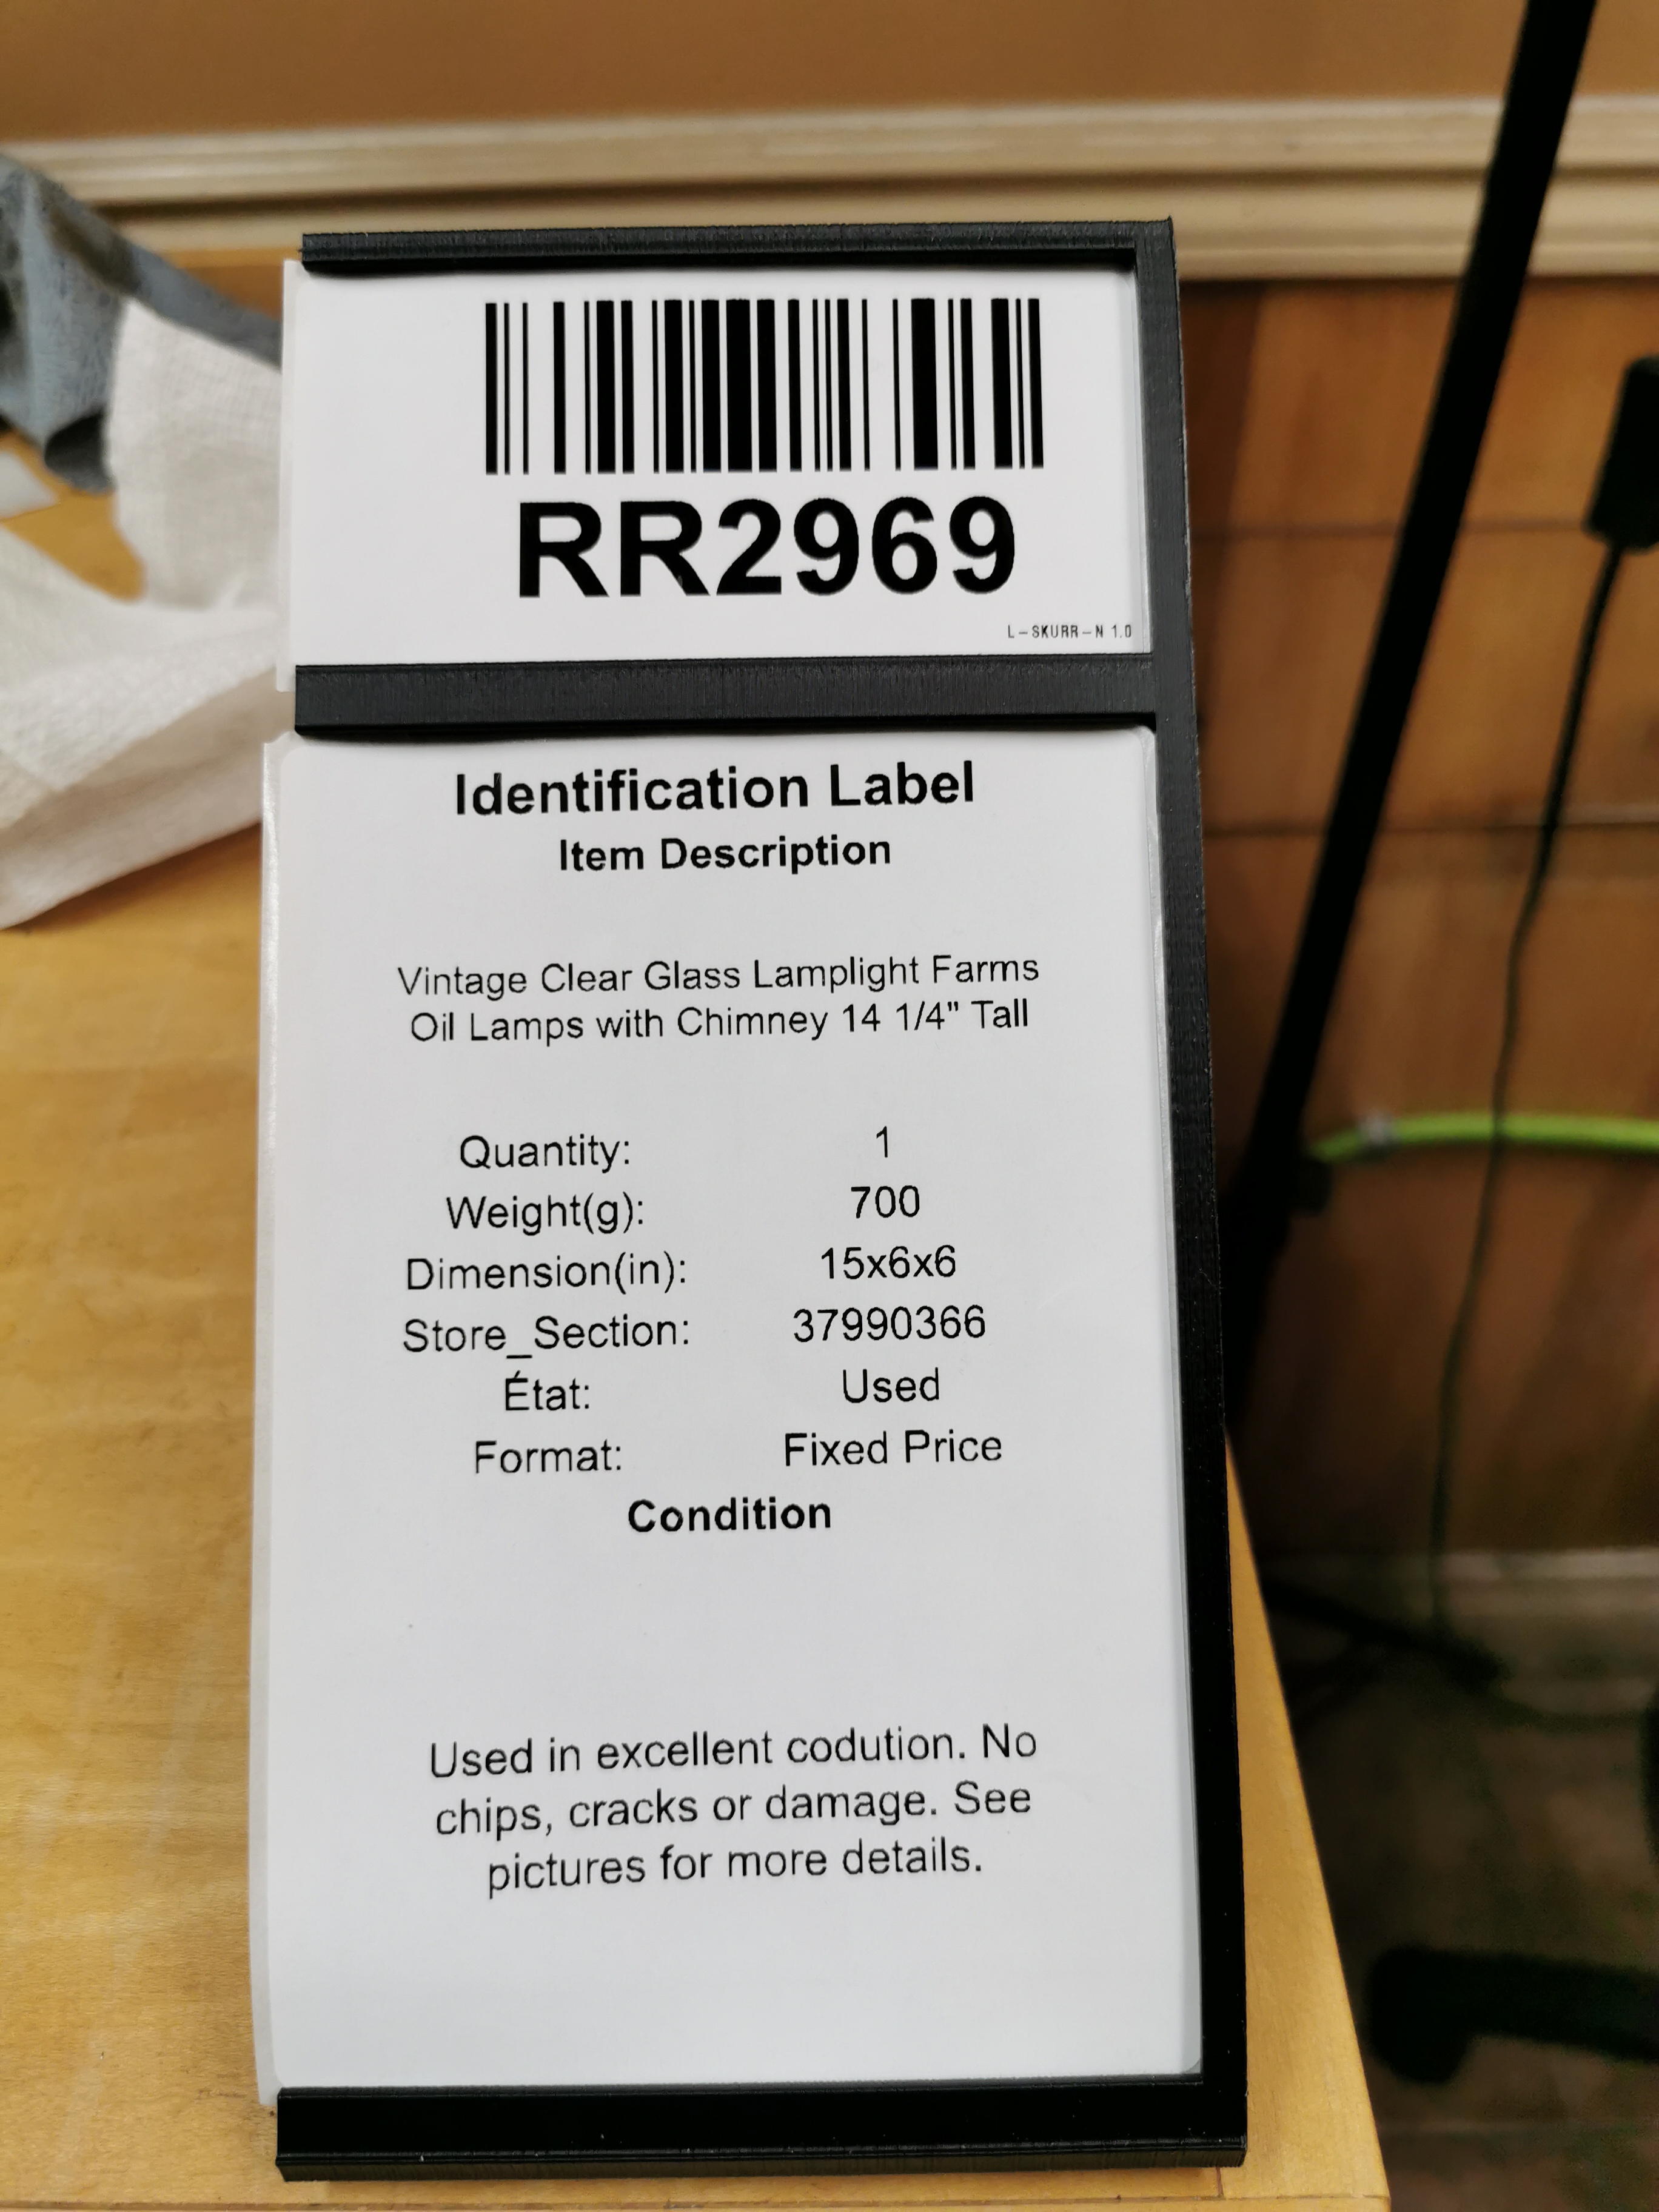 RR2969
L-SKURR-N 1.0
Identification Label
Item Description
Vintage Clear Glass Lamplight Farms
Oil Lamps with Chimney 14 1/4" Tall
Quantity: 1
Weight(g): 700
Dimension(in): 15x6x6
Store_Section: 37990366
État: Used
Format: Fixed Price
Condition
Used in excellent codution. No
chips, cracks or damage. See
pictures for more details.